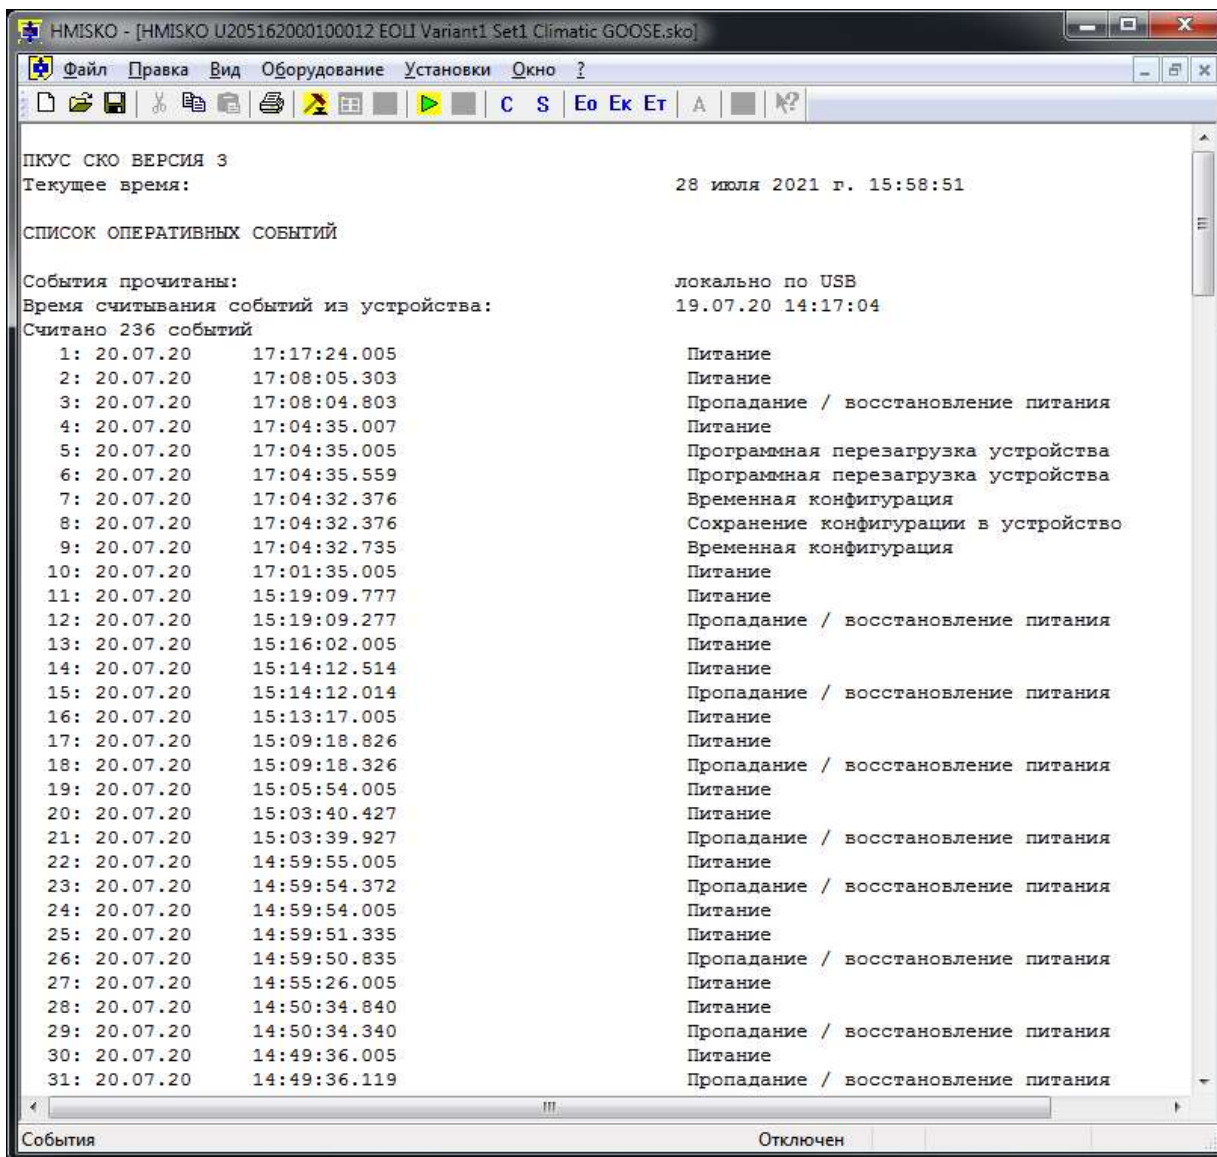 HMISKO - [HMISKO U205162000100012 EOLI Variant1 Set1 Climatic GOOSE.sko]
Файл Правка Вид Оборудование Установки Окно ?
C S Eo Eк Eт A
ПКУС СКО ВЕРСИЯ 3
Текущее время: 28 июля 2021 г. 15:58:51
СПИСОК ОПЕРАТИВНЫХ СОБЫТИЙ
События прочитаны: локально по USB
Время считывания событий из устройства: 19.07.20 14:17:04
Считано 236 событий
1: 20.07.20 17:17:24.005 Питание
2: 20.07.20 17:08:05.303 Питание
3: 20.07.20 17:08:04.803 Пропадание / восстановление питания
4: 20.07.20 17:04:35.007 Питание
5: 20.07.20 17:04:35.005 Программная перезагрузка устройства
6: 20.07.20 17:04:35.559 Программная перезагрузка устройства
7: 20.07.20 17:04:32.376 Временная конфигурация
8: 20.07.20 17:04:32.376 Сохранение конфигурации в устройство
9: 20.07.20 17:04:32.735 Временная конфигурация
10: 20.07.20 17:01:35.005 Питание
11: 20.07.20 15:19:09.777 Питание
12: 20.07.20 15:19:09.277 Пропадание / восстановление питания
13: 20.07.20 15:16:02.005 Питание
14: 20.07.20 15:14:12.514 Питание
15: 20.07.20 15:14:12.014 Пропадание / восстановление питания
16: 20.07.20 15:13:17.005 Питание
17: 20.07.20 15:09:18.826 Питание
18: 20.07.20 15:09:18.326 Пропадание / восстановление питания
19: 20.07.20 15:05:54.005 Питание
20: 20.07.20 15:03:40.427 Питание
21: 20.07.20 15:03:39.927 Пропадание / восстановление питания
22: 20.07.20 14:59:55.005 Питание
23: 20.07.20 14:59:54.372 Пропадание / восстановление питания
24: 20.07.20 14:59:54.005 Питание
25: 20.07.20 14:59:51.335 Питание
26: 20.07.20 14:59:50.835 Пропадание / восстановление питания
27: 20.07.20 14:55:26.005 Питание
28: 20.07.20 14:50:34.840 Питание
29: 20.07.20 14:50:34.340 Пропадание / восстановление питания
30: 20.07.20 14:49:36.005 Питание
31: 20.07.20 14:49:36.119 Пропадание / восстановление питания
События Отключен